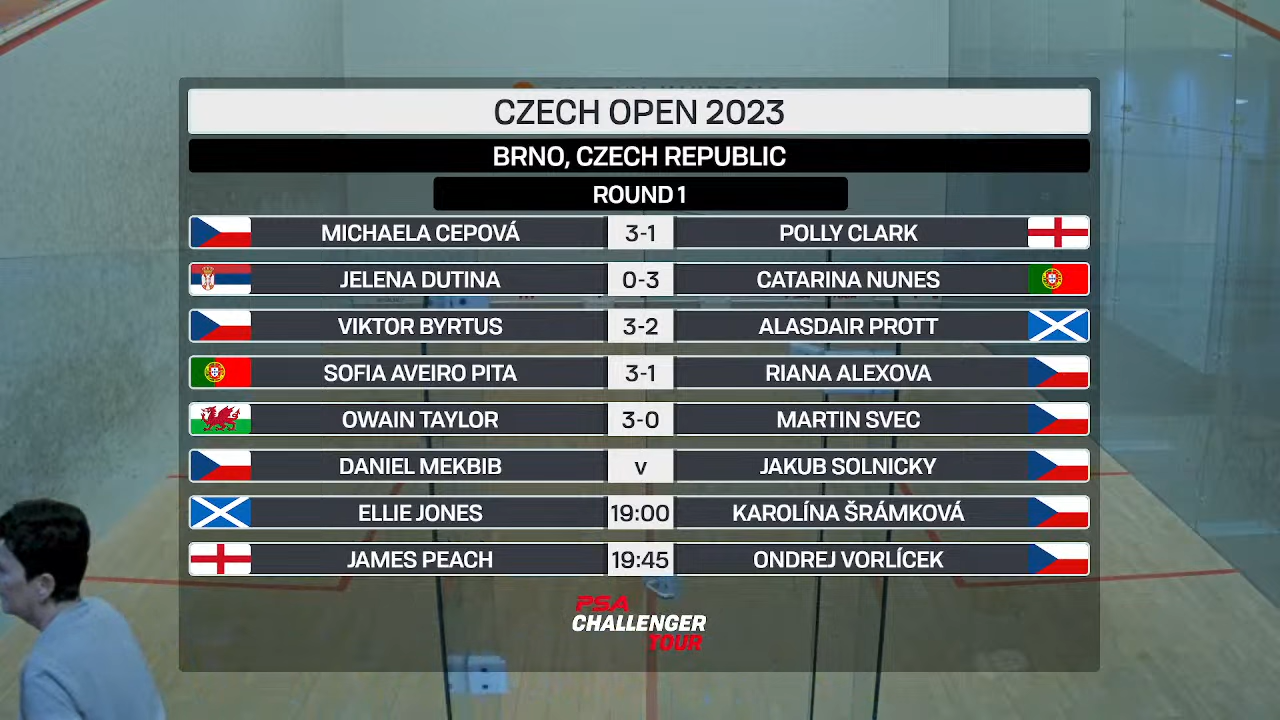 CZECH OPEN 2023
BRNO, CZECH REPUBLIC
ROUND 1
MICHAELA CEPOVÁ 3-1 POLLY CLARK
JELENA DUTINA 0-3 CATARINA NUNES
VIKTOR BYRTUS 3-2 ALASDAIR PROTT
SOFIA AVEIRO PITA 3-1 RIANA ALEXOVA
OWAIN TAYLOR 3-0 MARTIN SVEC
DANIEL MEKBIB V JAKUB SOLNICKY
ELLIE JONES 19:00 KAROLÍNA ŠRÁMKOVÁ
JAMES PEACH 19:45 ONDREJ VORLÍCEK
PSA
CHALLENGER
TOUR